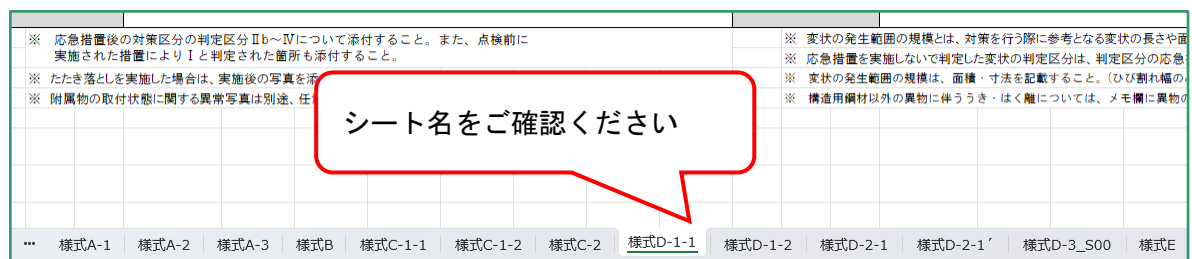 ※ 応急措置後の対策区分の判定区分Ⅱb～Ⅳについて添付すること。また、点検前に
実施された措置によりⅠと判定された箇所も添付すること。
※ たたき落としを実施した場合は、実施後の写真を添
※ 附属物の取付状態に関する異常写真は別途、任
※ 変状の発生範囲の規模とは、対策を行う際に参考となる変状の長さや面
※ 応急措置を実施しないで判定した変状の判定区分は、判定区分の応急
※ 変状の発生範囲の規模は、面積・寸法を記載すること。(ひび割れ幅の
※ 構造用鋼材以外の異物に伴ううき・はく離については、メモ欄に異物の
シート名をご確認ください
… 様式A-1 様式A-2 様式A-3 様式B 様式C-1-1 様式C-1-2 様式C-2 様式D-1-1 様式D-1-2 様式D-2-1 様式D-2-1′ 様式D-3_S00 様式E